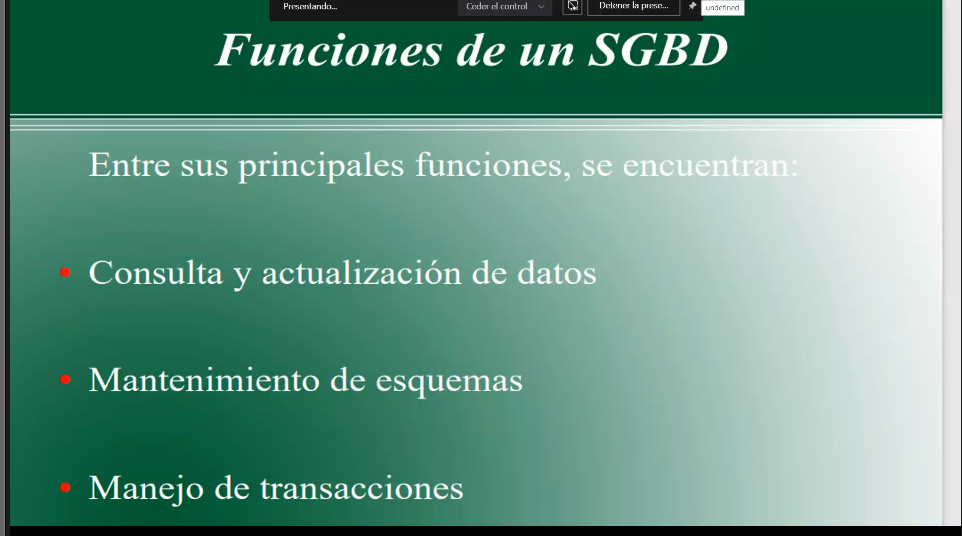 Presentando...
Ceder el control
Detener la prese...
undefined
Funciones de un SGBD
Entre sus principales funciones, se encuentran:
• Consulta y actualización de datos
• Mantenimiento de esquemas
• Manejo de transacciones